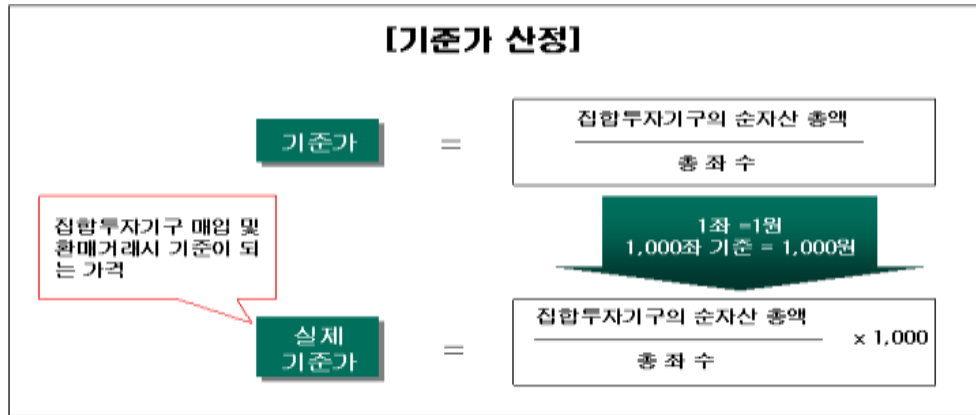 [기준가 산정]
기준가
=
집합투자기구의 순자산 총액
총 좌 수
집합투자기구 매입 및
환매거래시 기준이 되
는 가격
1좌 =1원
1,000좌 기준 = 1,000원
실제
기준가
=
집합투자기구의 순자산 총액
총 좌 수
x 1,000